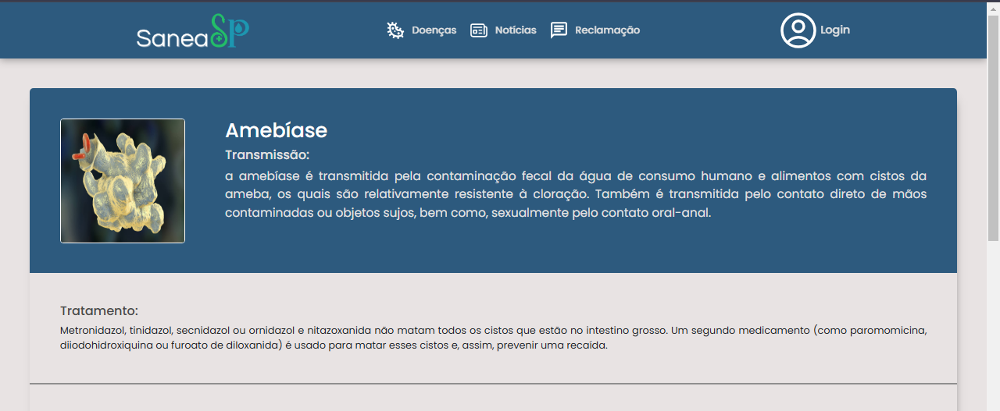 SaneaSP
Doenças
Notícias
Reclamação
Login
Amebíase
Transmissão:
a amebíase é transmitida pela contaminação fecal da água de consumo humano e alimentos com cistos da
ameba, os quais são relativamente resistente à cloração. Também é transmitida pelo contato direto de mãos
contaminadas ou objetos sujos, bem como, sexualmente pelo contato oral-anal.
Tratamento:
Metronidazol, tinidazol, secnidazol ou ornidazol e nitazoxanida não matam todos os cistos que estão no intestino grosso. Um segundo medicamento (como paromomicina,
diiodohidroxiquina ou furoato de diloxanida) é usado para matar esses cistos e, assim, prevenir uma recaída.